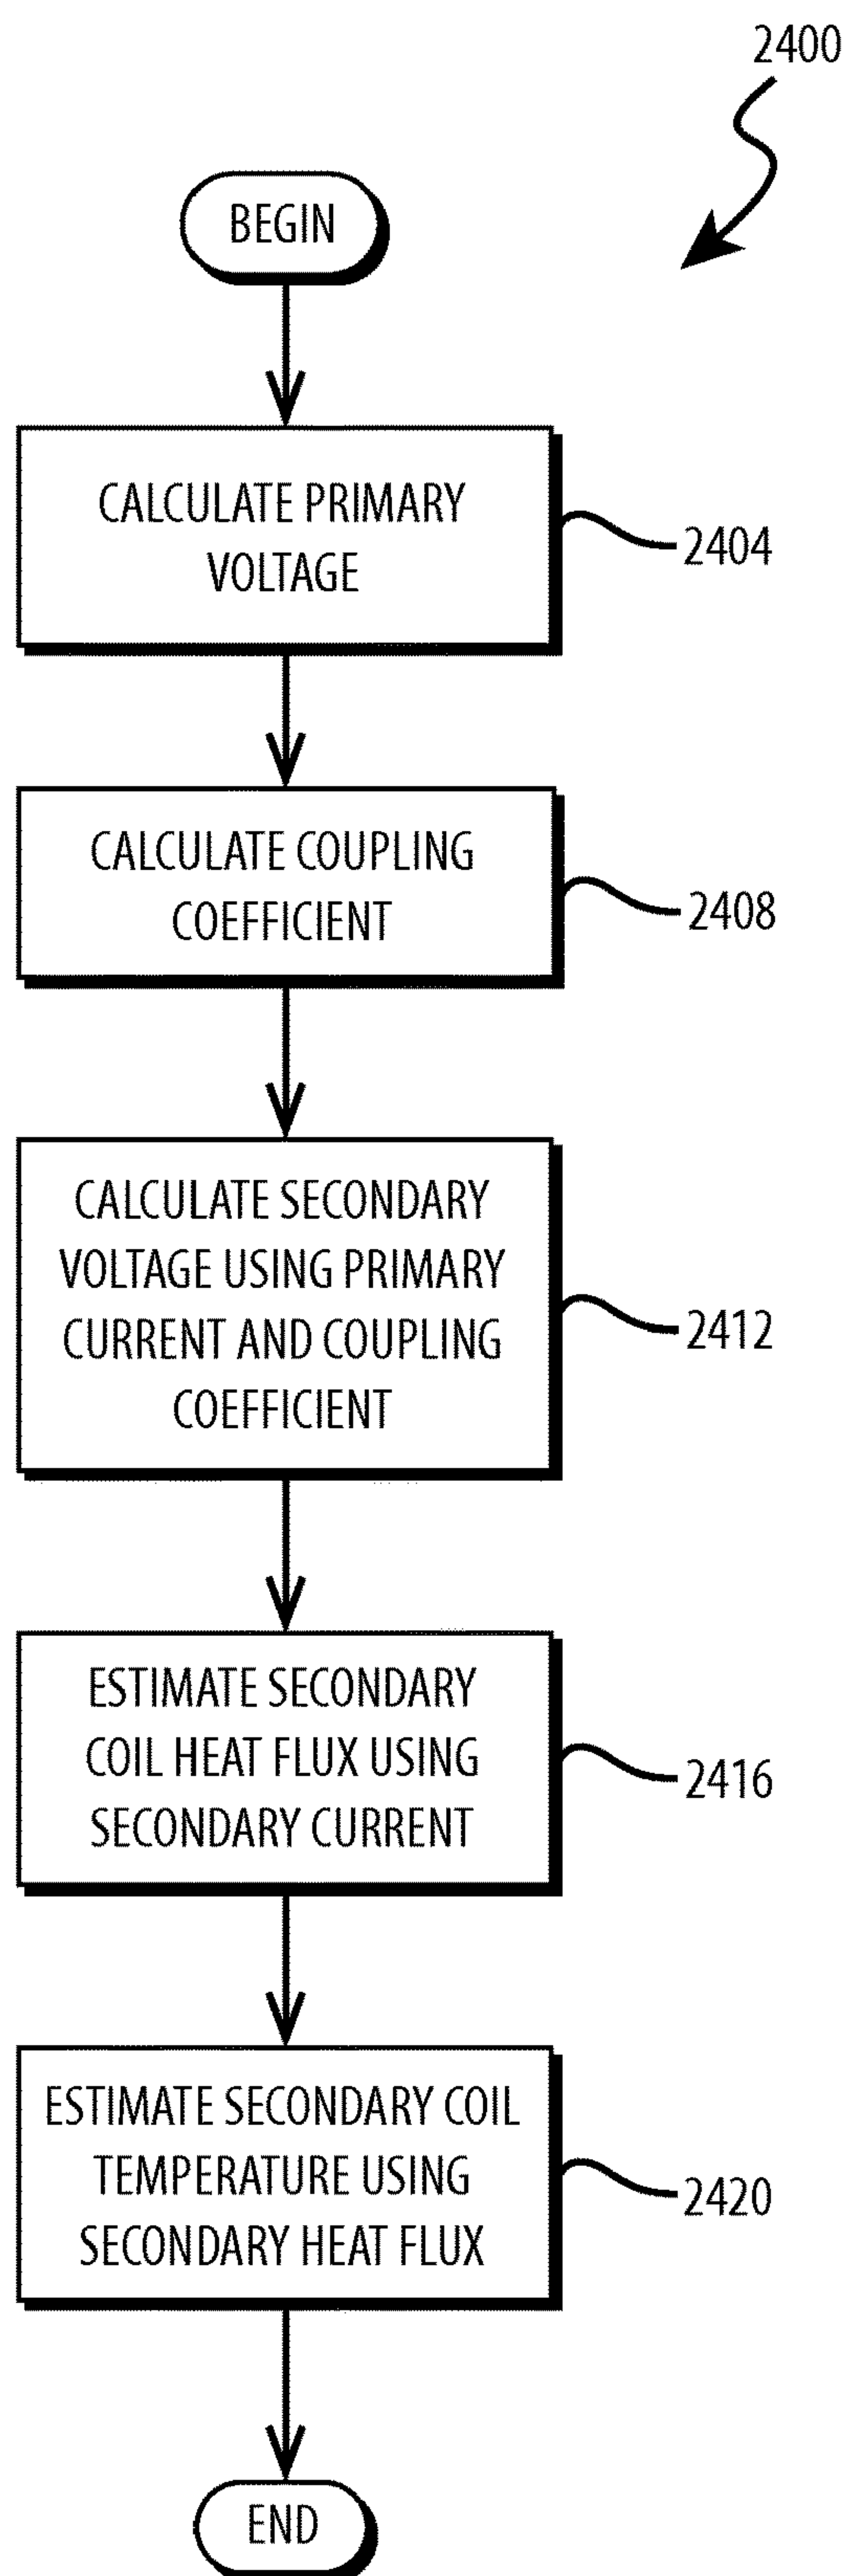 2400
BEGIN
CALCULATE PRIMARY
VOLTAGE
2404
CALCULATE COUPLING
COEFFICIENT
2408
CALCULATE SECONDARY
VOLTAGE USING PRIMARY
CURRENT AND COUPLING
COEFFICIENT
2412
ESTIMATE SECONDARY
COIL HEAT FLUX USING
SECONDARY CURRENT
2416
ESTIMATE SECONDARY COIL
TEMPERATURE USING
SECONDARY HEAT FLUX
2420
END